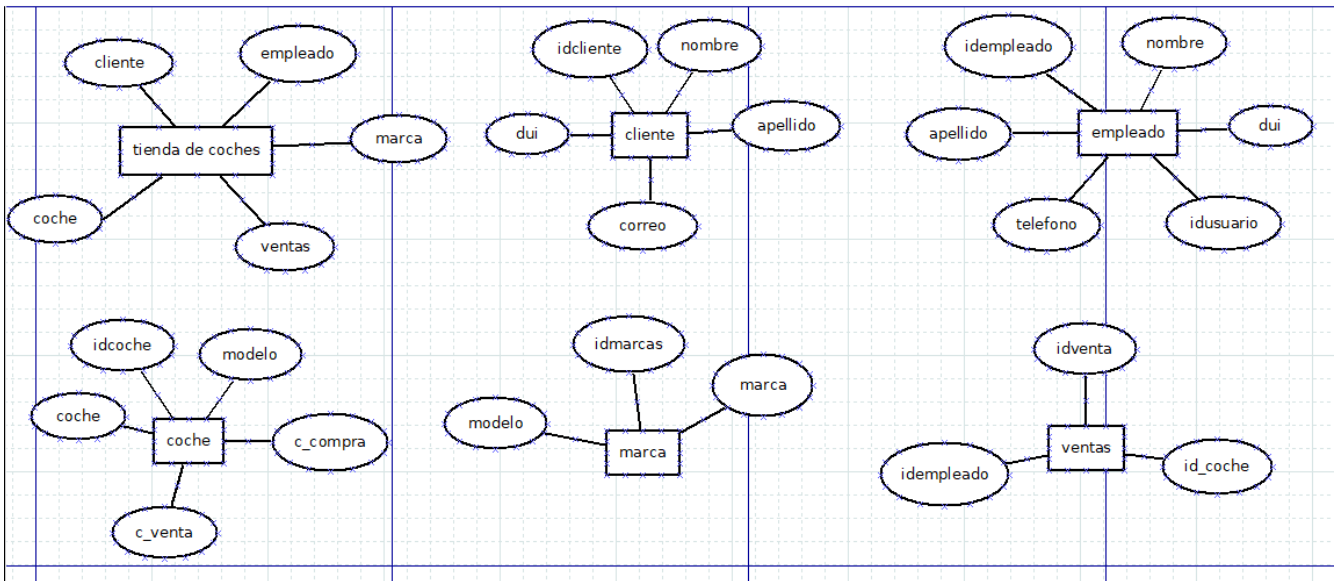 cliente
empleado
tienda de coches
marca
coche
ventas
idcliente
nombre
dui
cliente
apellido
correo
idempleado
nombre
apellido
empleado
dui
telefono
idusuario
idcoche
modelo
coche
coche
c_compra
c_venta
idmarcas
marca
modelo
marca
idventa
ventas
idempleado
id_coche